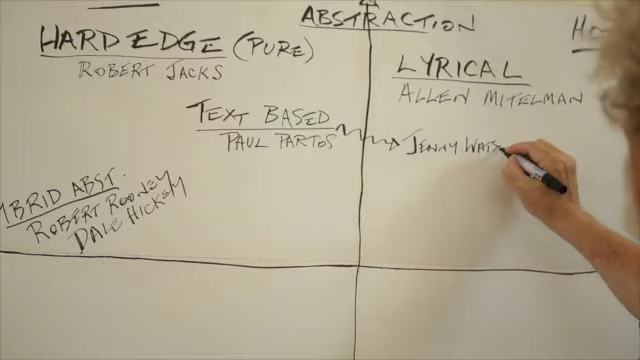 ABSTRACTION
HARD EDGE (PURE)
ROBERT JACKS
LYRICAL
ALLEN MITELMAN
TEXT BASED
PAUL PARTOS
JENNY WATS
BRID ABST.
ROBERT ROONEY
DALE HICKEY